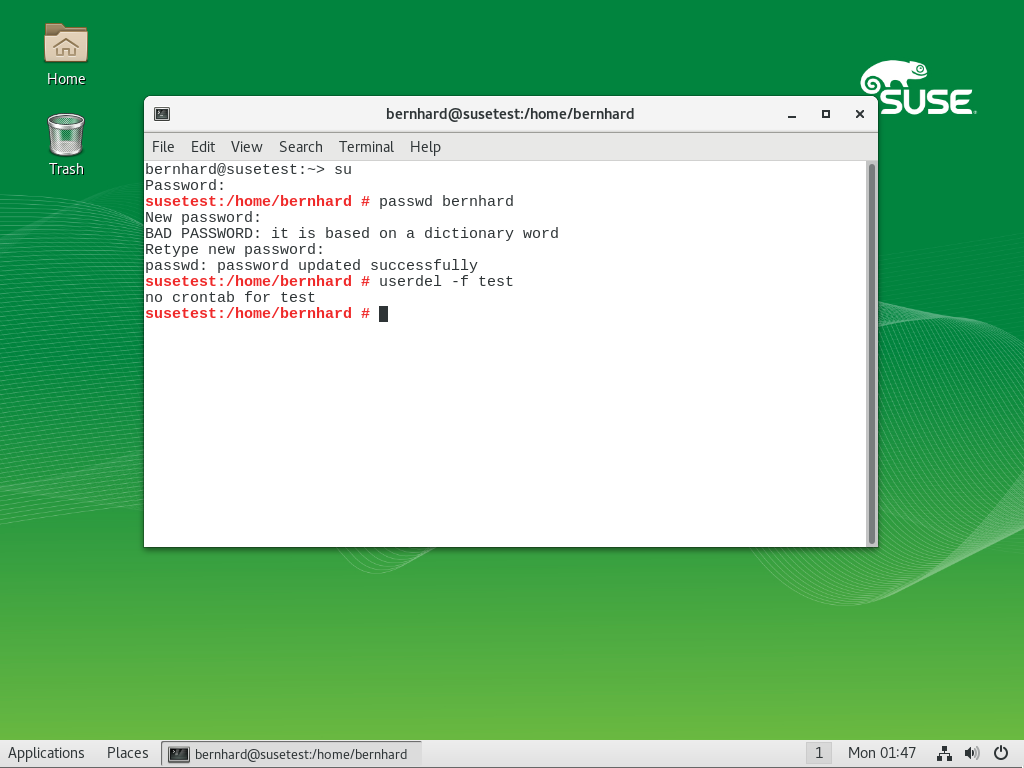 Home
Trash
SUSE
bernhard@susetest:/home/bernhard
File Edit View Search Terminal Help
bernhard@susetest:~> su
Password:
susetest:/home/bernhard # passwd bernhard
New password:
BAD PASSWORD: it is based on a dictionary word
Retype new password:
passwd: password updated successfully
susetest:/home/bernhard # userdel -f test
no crontab for test
susetest:/home/bernhard #
Applications Places bernhard@susetest:/home/bernhard 1 Mon 01:47